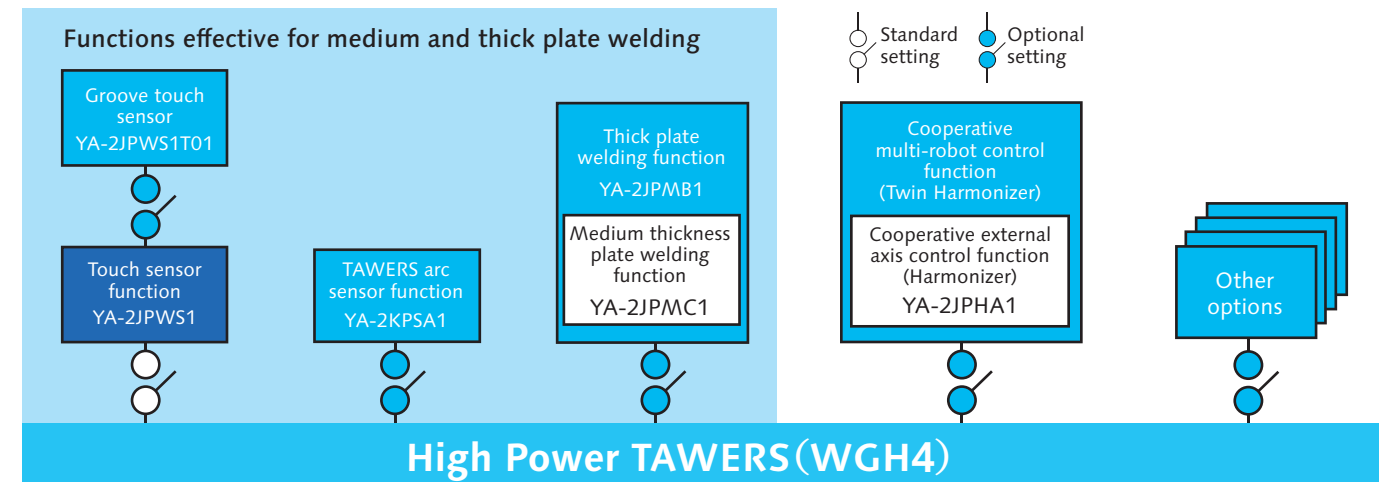 Functions effective for medium and thick plate welding
Standard
setting
Optional
setting
Groove touch
sensor
YA-2JPWS1T01
Touch sensor
function
YA-2JPWS1
TAWERS arc
sensor function
YA-2KPSA1
Thick plate
welding function
YA-2JPMB1
Medium thickness
plate welding
function
YA-2JPMC1
Cooperative
multi-robot control
function
(Twin Harmonizer)
Cooperative external
axis control function
(Harmonizer)
YA-2JPHA1
Other
options
High Power TAWERS(WGH4)